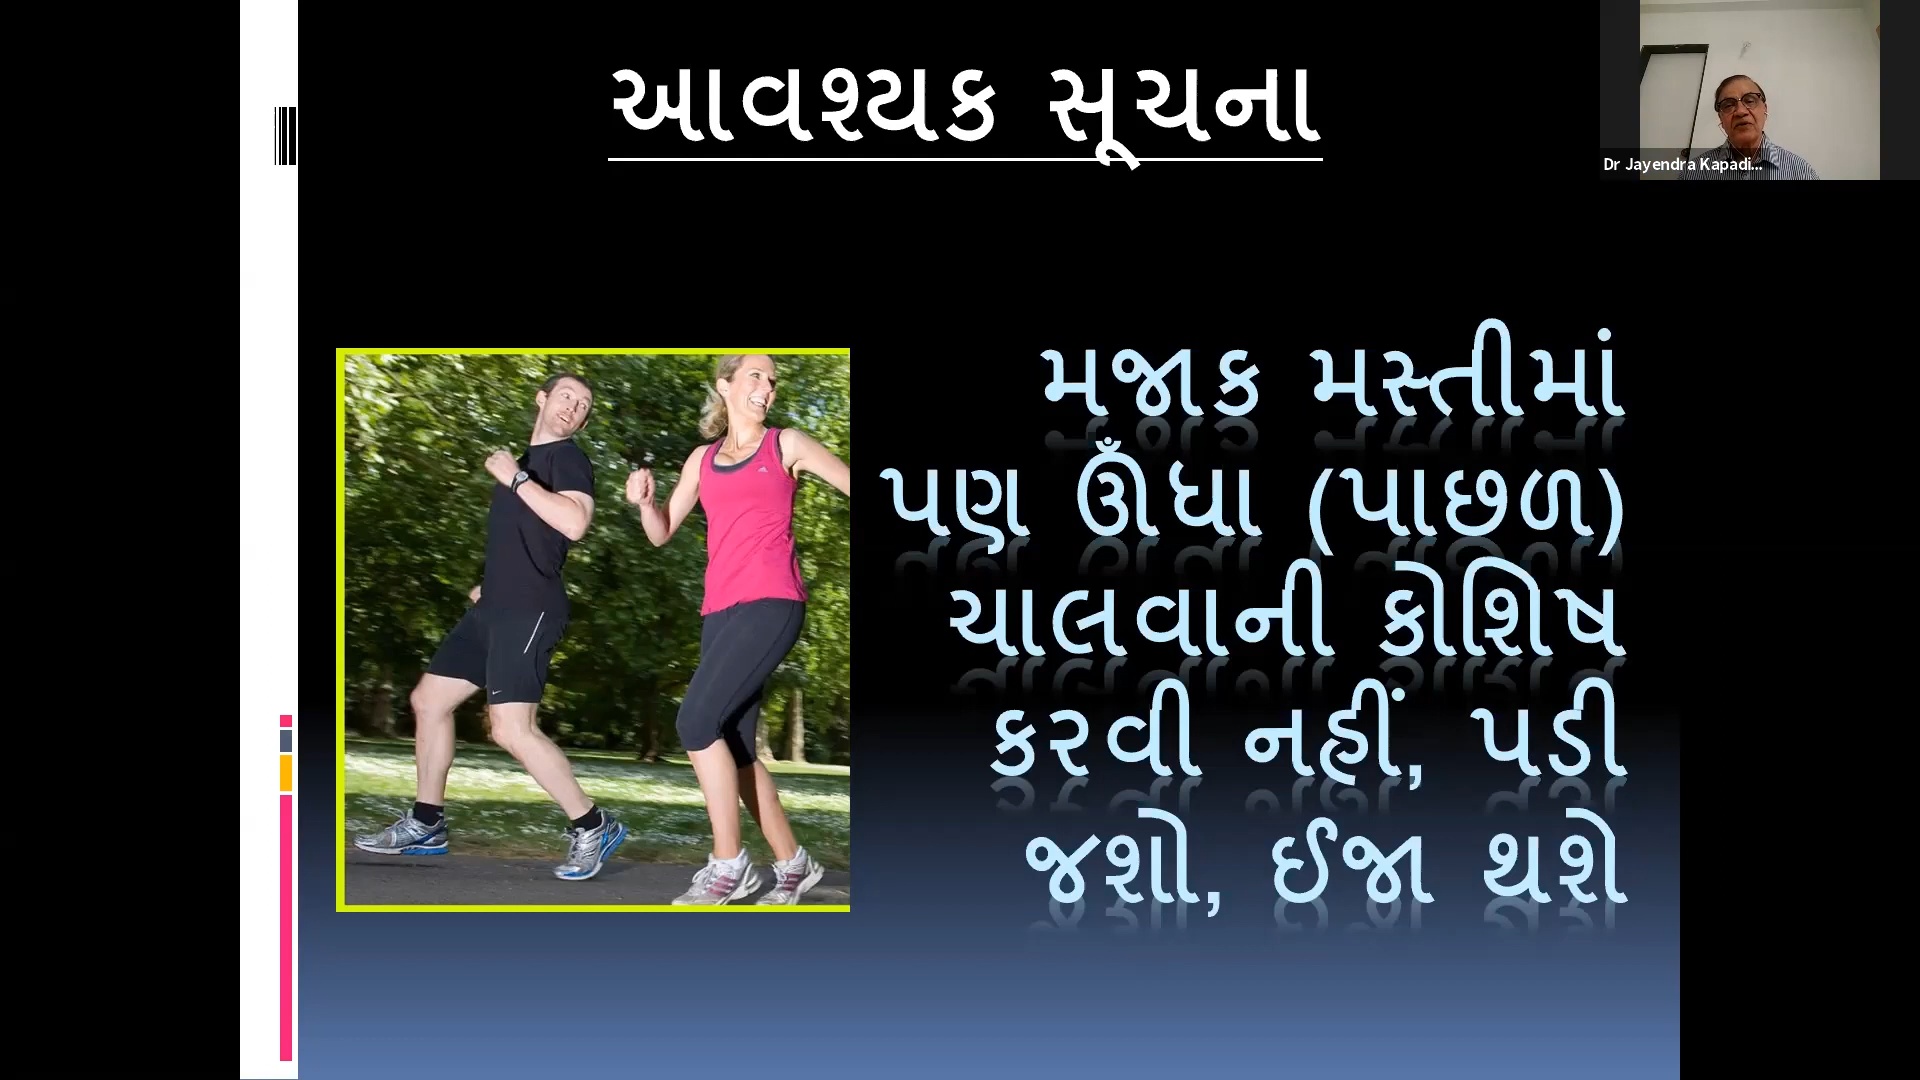 આવશ્યક સૂચના
Dr Jayendra Kapadi...
મજાક મસ્તીમાં
પણ ઊઁધા (પાછળ)
ચાલવાની કોશિષ
કરવી નહીં, પડી
જશો, ઈજા થશે